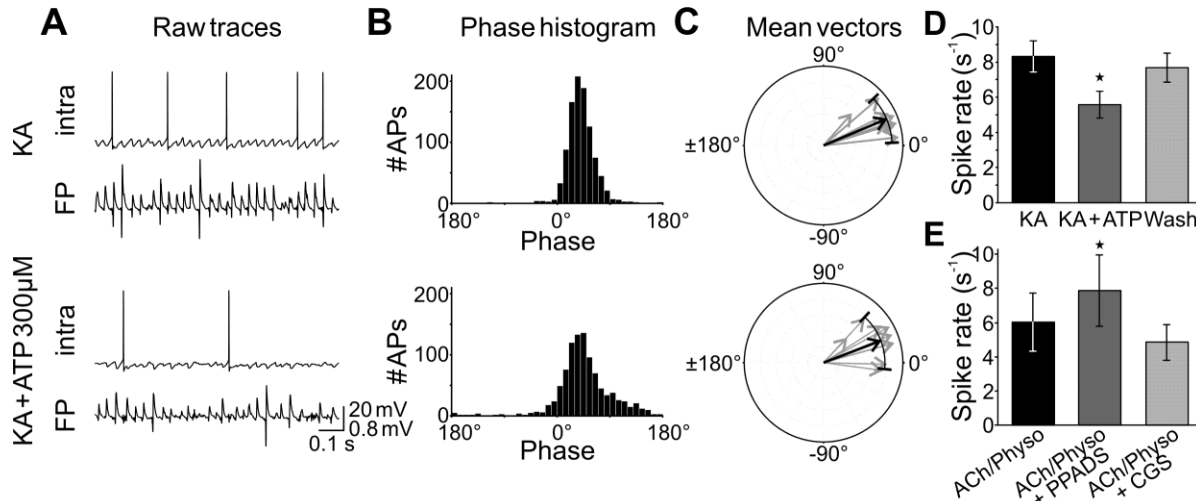 A Raw traces
KA
intra
FP
KA + ATP 300µM
intra
FP
20 mV
0.8 mV
0.1 s
B Phase histogram
#APs
200
100
0
180° 0° 180°
Phase
#APs
200
100
0
180° 0° 180°
Phase
C Mean vectors
90°
±180° 0°
-90°
90°
±180° 0°
-90°
D
Spike rate (s⁻¹)
10
8
6
4
2
0
★
KA KA + ATP Wash
E
Spike rate (s⁻¹)
10
8
6
4
2
0
★
ACh/Physo
ACh/Physo
+ PPADS
ACh/Physo
+ CGS